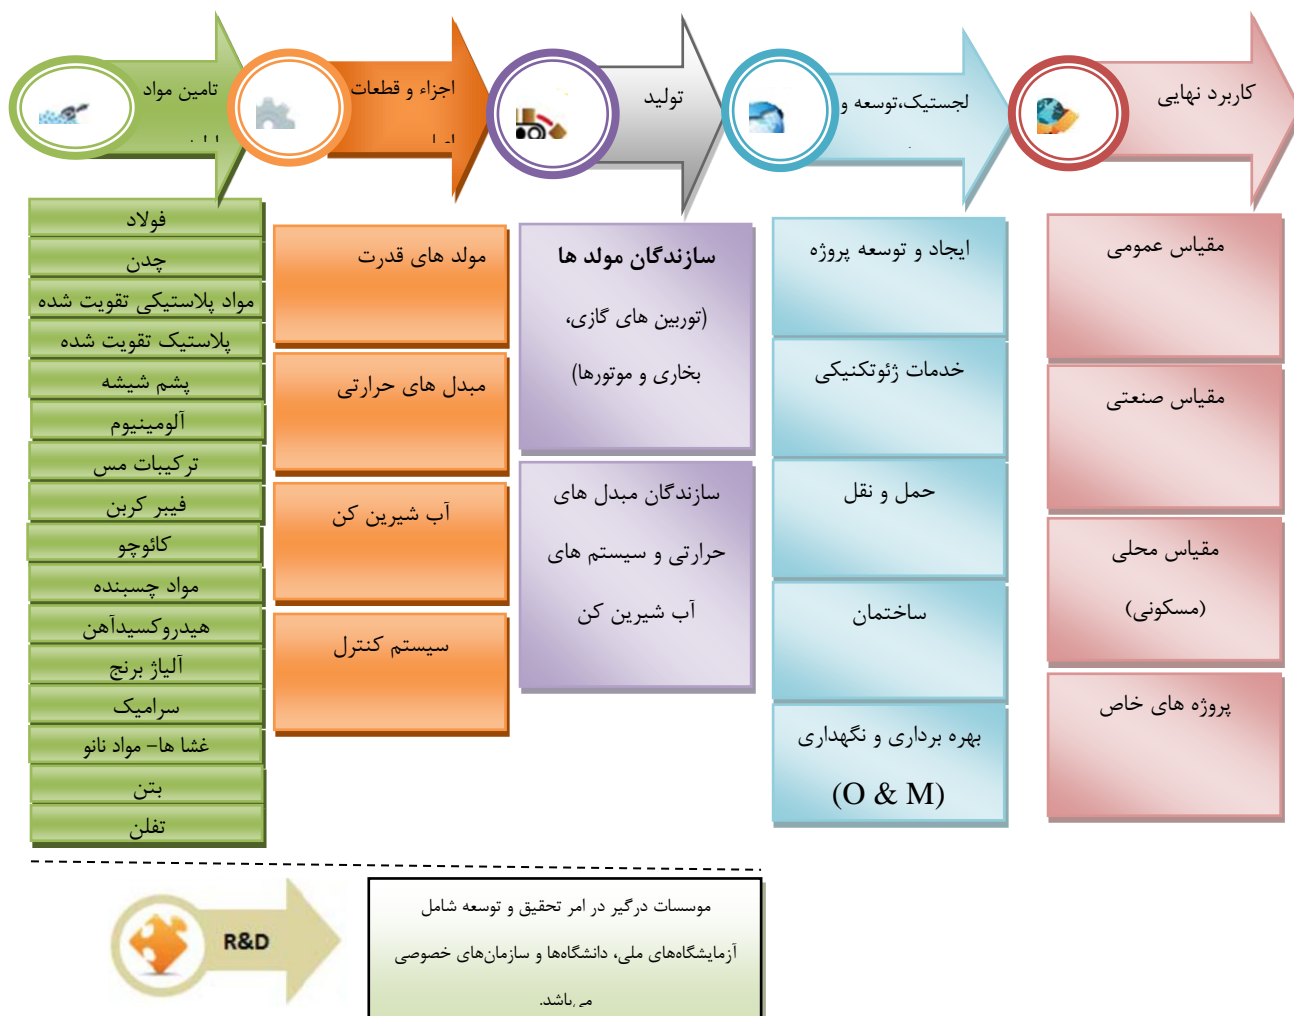 تامین مواد
اجزاء و قطعات
تولید
لجستیک،توسعه و
کاربرد نهایی
فولاد
چدن
مواد پلاستیکی تقویت شده
پلاستیک تقویت شده
پشم شیشه
آلومینیوم
ترکیبات مس
فیبر کربن
کائوچو
مواد چسبنده
هیدروکسیدآهن
آلیاژ برنج
سرامیک
غشا ها- مواد نانو
بتن
تفلن
مولد های قدرت
مبدل های حرارتی
آب شیرین کن
سیستم کنترل
سازندگان مولد ها
(توربین های گازی،
بخاری و موتورها)
سازندگان مبدل های
حرارتی و سیستم های
آب شیرین کن
ایجاد و توسعه پروژه
خدمات ژئوتکنیکی
حمل و نقل
ساختمان
بهره برداری و نگهداری
(O & M)
مقیاس عمومی
مقیاس صنعتی
مقیاس محلی
(مسکونی)
پروژه های خاص
R&D
موسسات درگیر در امر تحقیق و توسعه شامل
آزمایشگاه‌های ملی، دانشگاه‌ها و سازمان‌های خصوصی
می‌باشد.